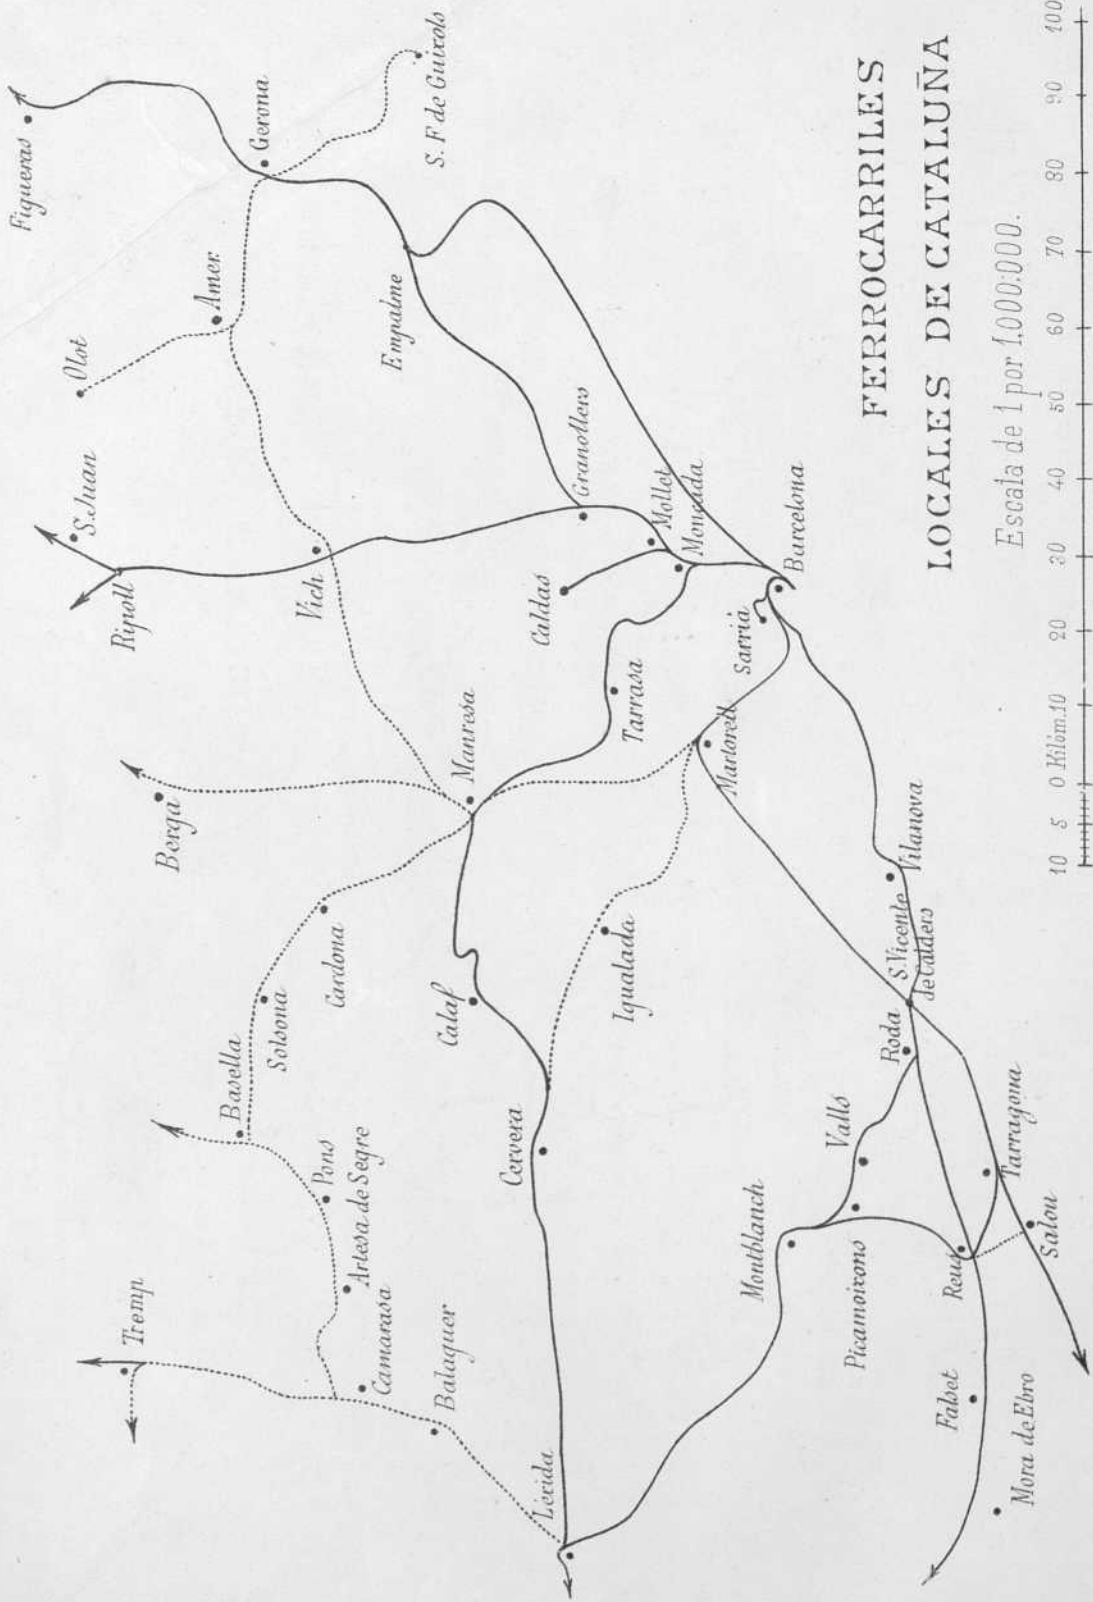 FERROCARRILES
LOCALES DE CATALUÑA
Escala de 1 por 1.000:000.
10 5 0 Kilóm. 10 20 30 40 50 60 70 80 90 100
Figueras
Gerona
S. F. de Guixols
Amer.
Olot
Empalme
S. Juan
Ripoll
Vich
Granollers
Mollet
Moncada
Caldas
Barcelona
Sarriá
Tarrasa
Martorell
Manresa
Berga
Cardona
Solsona
Basella
Calaf
Igualada
Vilanova
S. Vicente
de Calders
Roda
Pons
Artesa de Segre
Cervera
Valls
Tarragona
Montblanch
Picamoixons
Reus
Salou
Tremp.
Camarasa
Balaguer
Lérida
Falset
Mora de Ebro